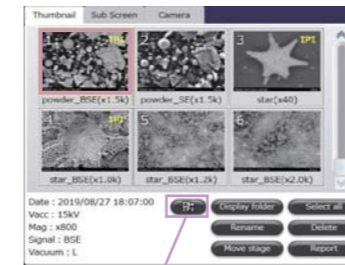 Thumbnail Sub Screen Camera
1 IPI 2 3 IPI
powder_BSE(x1.5k) powder_SE(x1.5k) star(x40)
4 IPI 5 6
star_BSE(x1.0k) star_BSE(x1.2k) star_BSE(x2.0k)
Date : 2019/08/27 18:07:00
Vacc : 15kV
Mag : x800
Signal : BSE
Vacuum : L
Display folder Select all
Rename Delete
Move stage Report